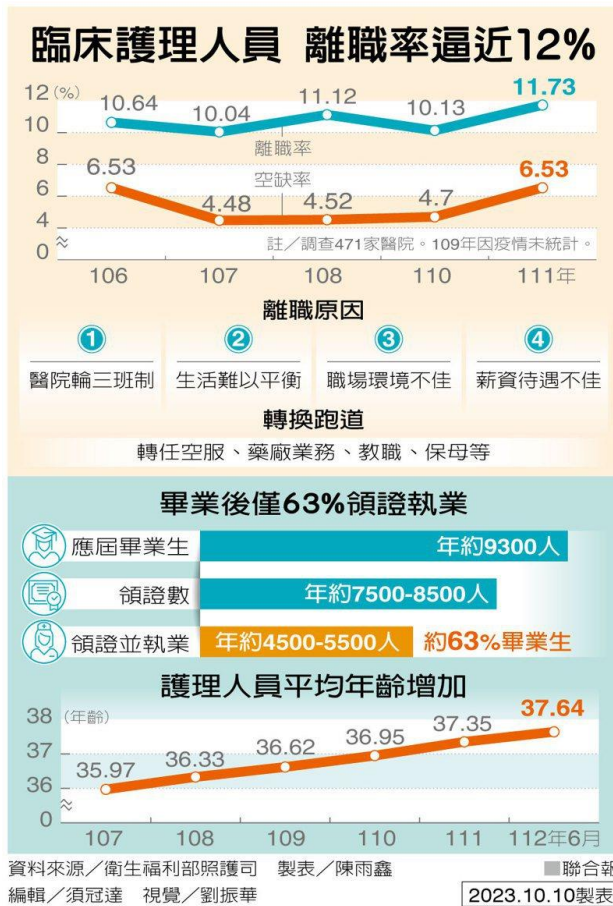 臨床護理人員 離職率逼近12%
12 (%)
10.64 10.04 11.12 10.13 11.73
10
離職率
8
6.53 空缺率 6.53
6
4.48 4.52 4.7
4
註／調查471家醫院。109年因疫情未統計。
0
106 107 108 110 111年
離職原因
1 2 3 4
醫院輪三班制 生活難以平衡 職場環境不佳 薪資待遇不佳
轉換跑道
轉任空服、藥廠業務、教職、保母等
畢業後僅63%領證執業
應屆畢業生 年約9300人
領證數 年約7500-8500人
領證並執業 年約4500-5500人 約63%畢業生
護理人員平均年齡增加
38 (年齡)
37.64
37 37.35
36.95
36.62
36.33
35.97
36
0
107 108 109 110 111 112年6月
資料來源／衛生福利部照護司 製表／陳雨鑫 ■聯合報
編輯／須冠達 視覺／劉振華 2023.10.10製表